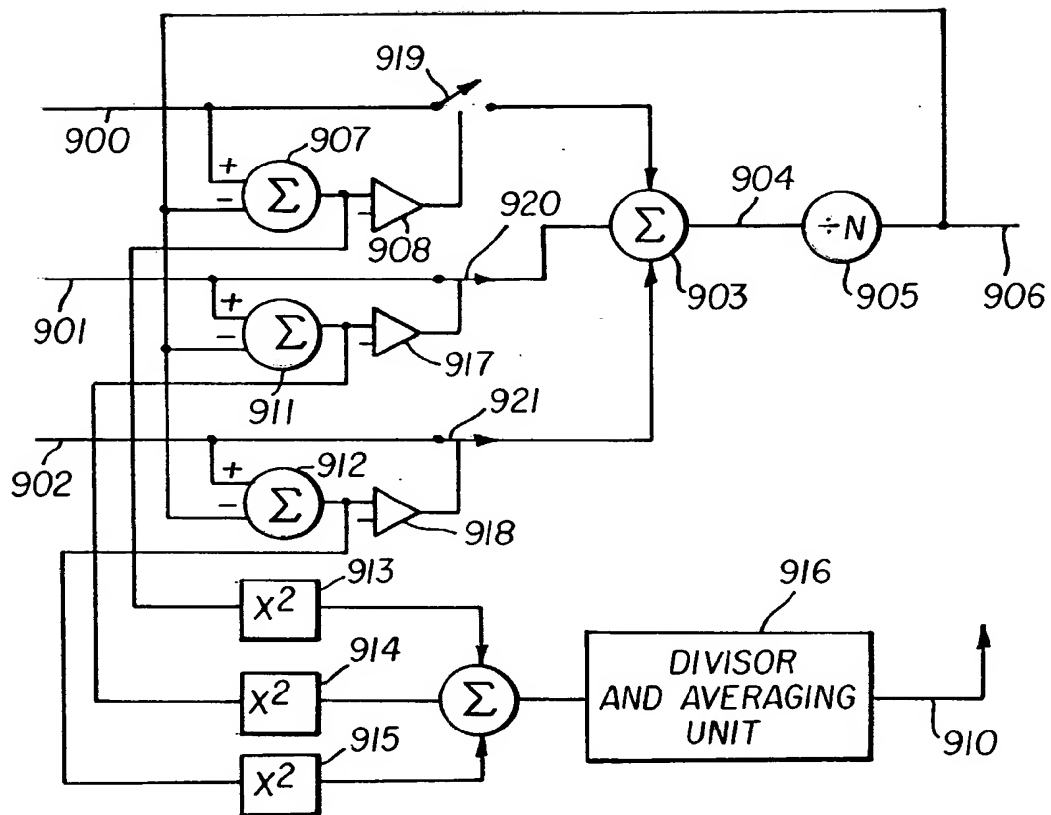 919
900
907
+
−
Σ
908
920
904
Σ
903
÷N
905
906
901
+
−
Σ
911
917
921
902
912
+
−
Σ
918
913
X²
914
X²
915
X²
Σ
916
DIVISOR
AND AVERAGING
UNIT
910